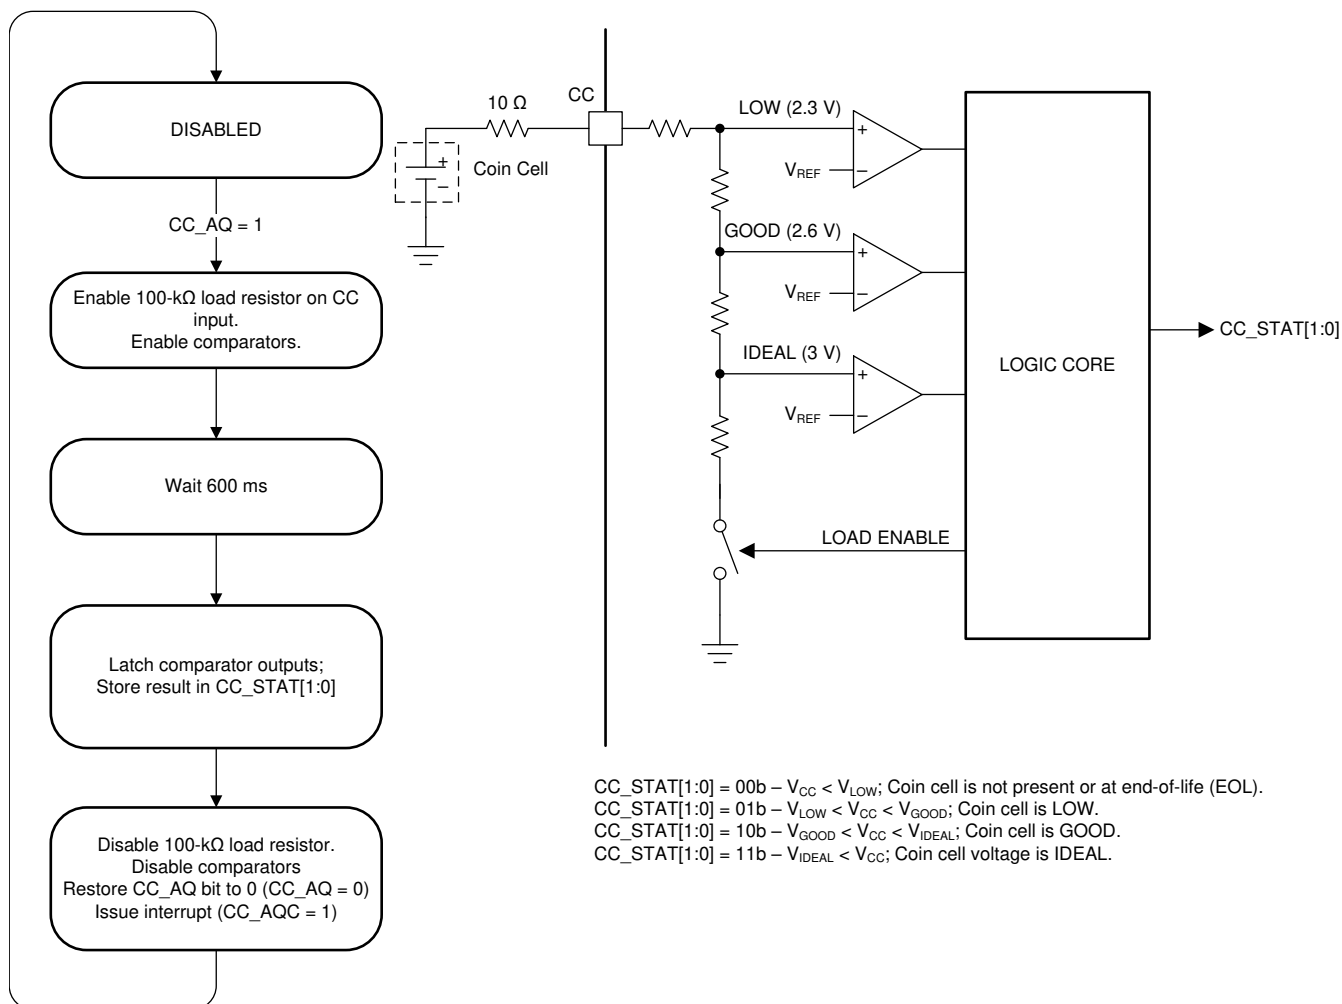 DISABLED
CC_AQ = 1
Enable 100-kΩ load resistor on CC
input.
Enable comparators.
Wait 600 ms
Latch comparator outputs;
Store result in CC_STAT[1:0]
Disable 100-kΩ load resistor.
Disable comparators
Restore CC_AQ bit to 0 (CC_AQ = 0)
Issue interrupt (CC_AQC = 1)
10 Ω
CC
+
−
Coin Cell
LOW (2.3 V)
+
VREF
−
GOOD (2.6 V)
+
VREF
−
IDEAL (3 V)
+
VREF
−
LOAD ENABLE
LOGIC CORE
CC_STAT[1:0]
CC_STAT[1:0] = 00b – VCC < VLOW; Coin cell is not present or at end-of-life (EOL).
CC_STAT[1:0] = 01b – VLOW < VCC < VGOOD; Coin cell is LOW.
CC_STAT[1:0] = 10b – VGOOD < VCC < VIDEAL; Coin cell is GOOD.
CC_STAT[1:0] = 11b – VIDEAL < VCC; Coin cell voltage is IDEAL.